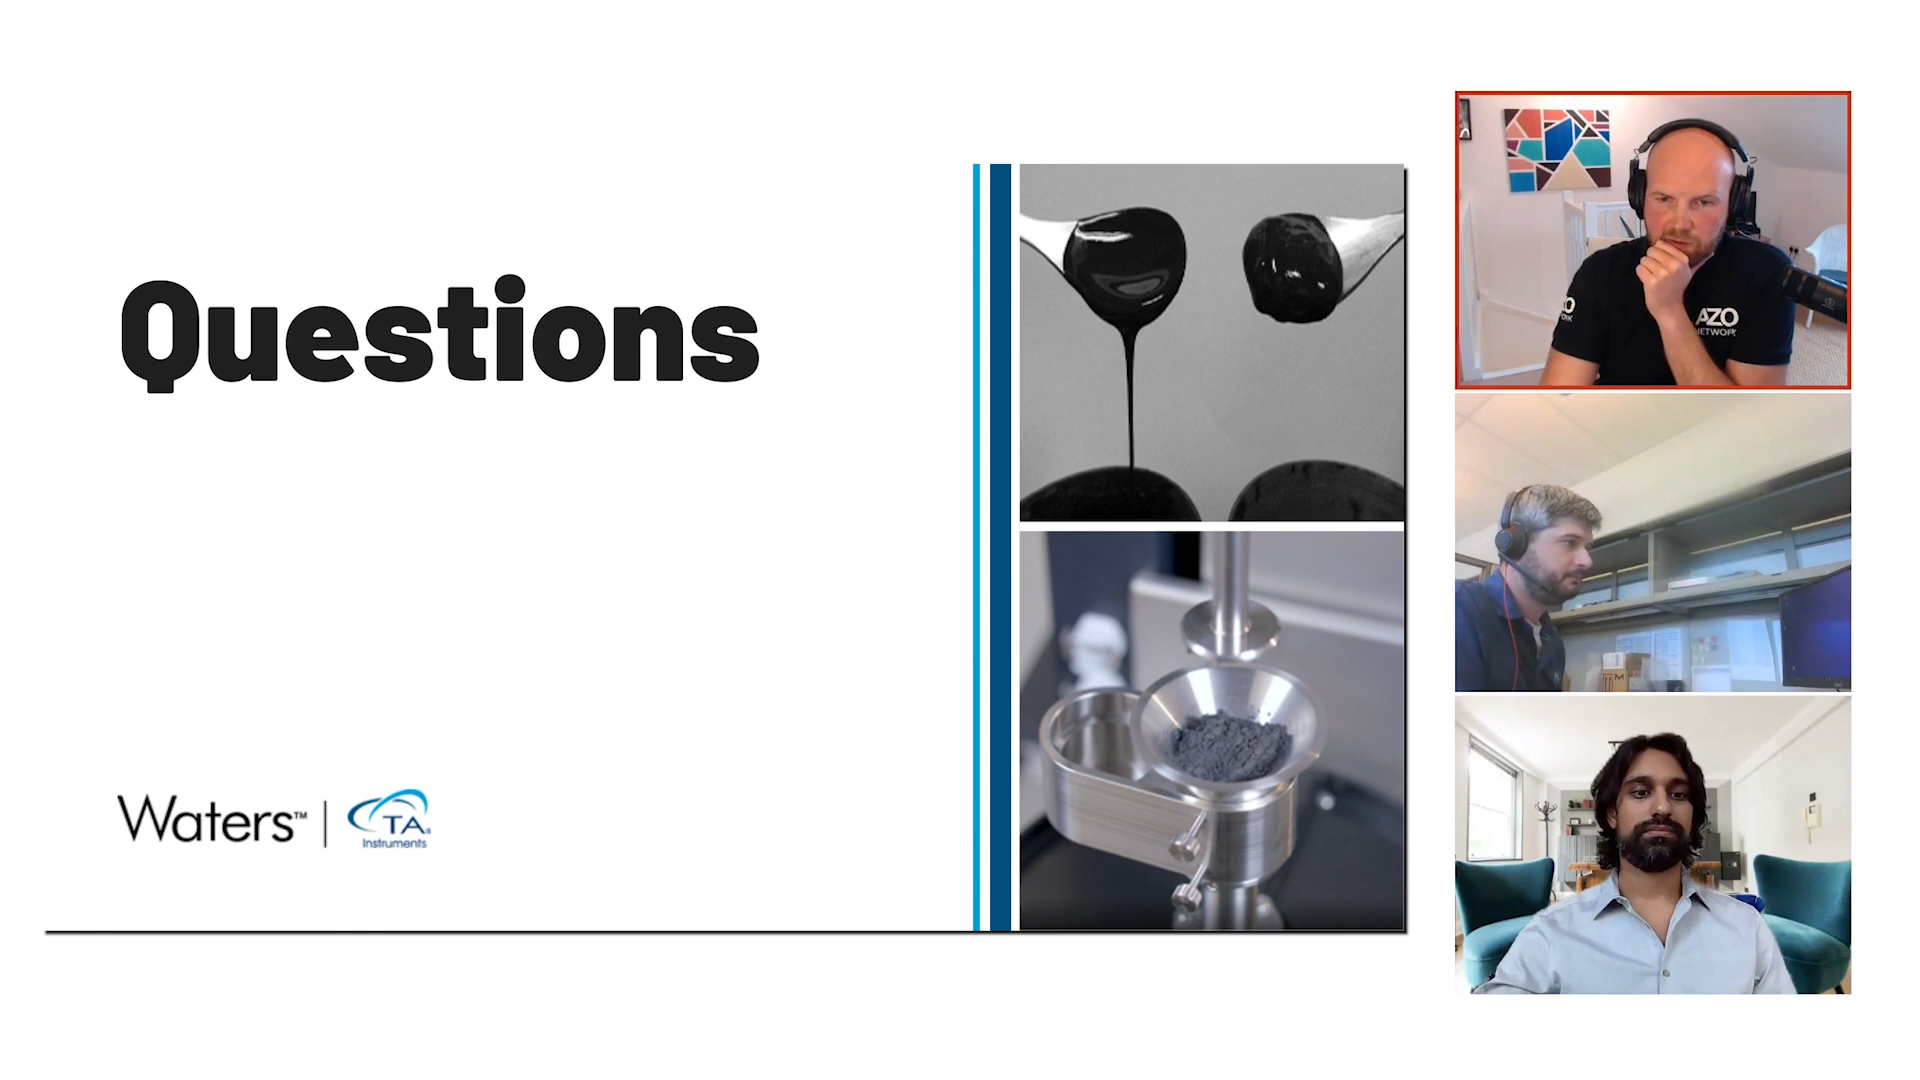 Questions
Waters™ | TA
Instruments
AZO
NETWORK